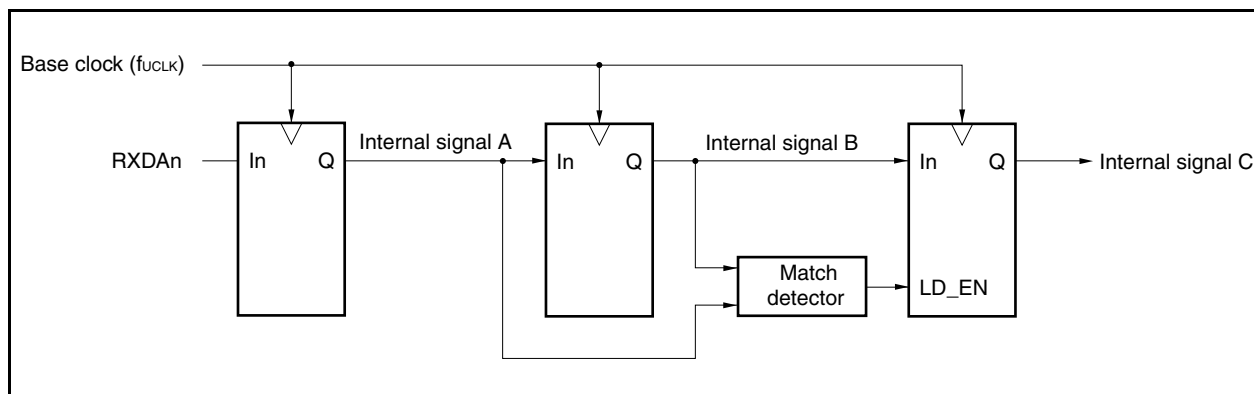 Base clock (fUCLK)
RXDAn
In
Q
Internal signal A
In
Q
Internal signal B
In
Q
Internal signal C
LD_EN
Match
detector